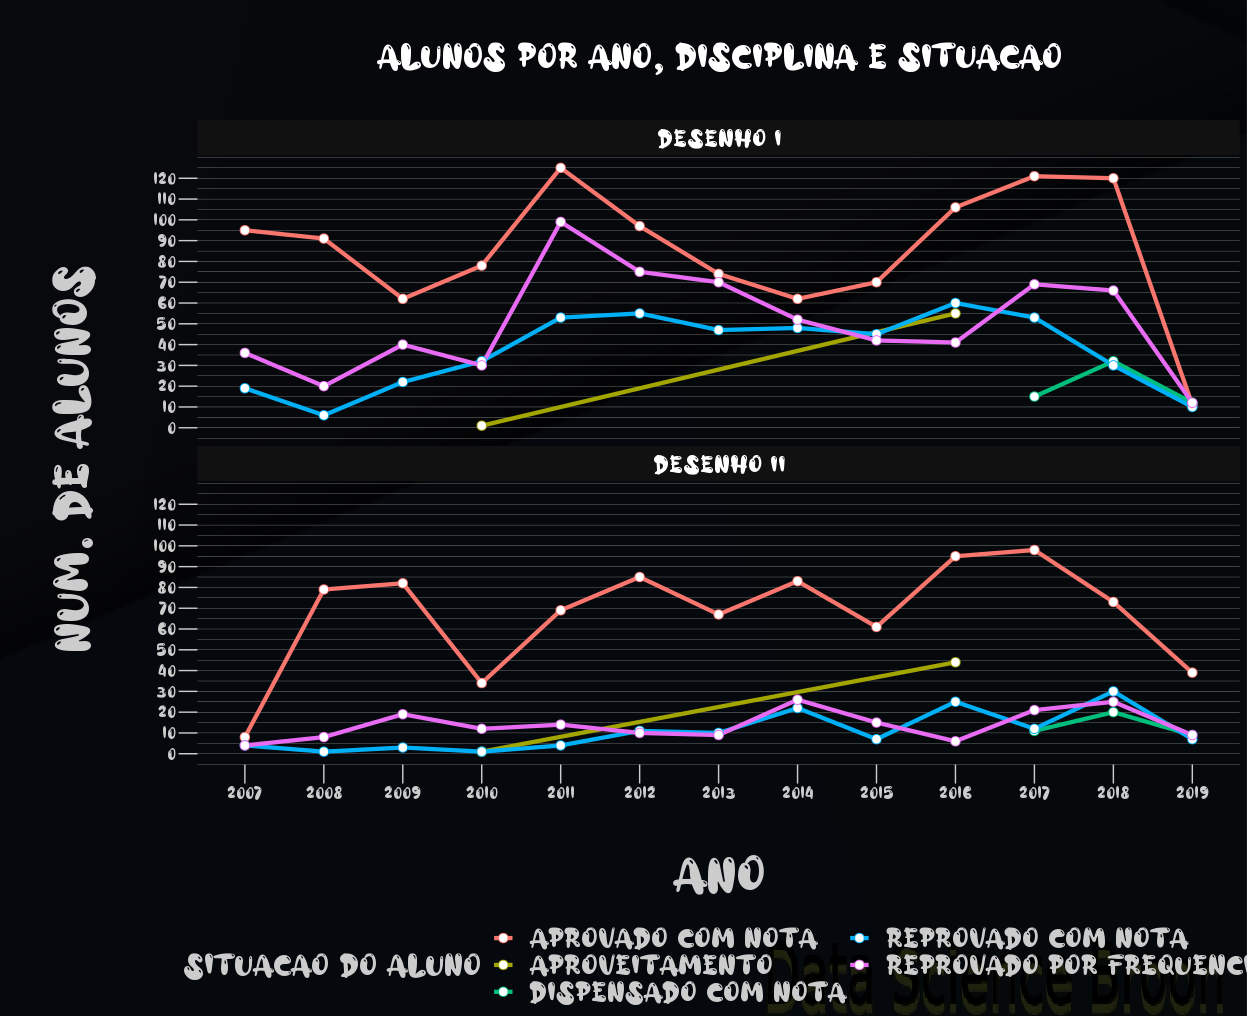 ALUNOS POR ANO, DISCIPLINA E SITUACAO
DESENHO I
120
110
100
90
80
70
60
50
40
30
20
10
0
NUM. DE ALUNOS
DESENHO II
120
110
100
90
80
70
60
50
40
30
20
10
0
2007 2008 2009 2010 2011 2012 2013 2014 2015 2016 2017 2018 2019
ANO
SITUACAO DO ALUNO
APROVADO COM NOTA
APROVEITAMENTO
DISPENSADO COM NOTA
REPROVADO COM NOTA
REPROVADO POR FREQUENCI
Data Science